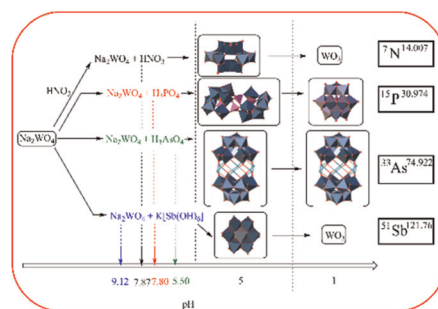 Na₂WO₄ + HNO₃
WO₃
⁷N¹⁴·⁰⁰⁷
HNO₃
Na₂WO₄ + H₃PO₄
¹⁵P³⁰·⁹⁷⁴
Na₂WO₄
Na₂WO₄ + H₃AsO₄
³³As⁷⁴·⁹²²
Na₂WO₄ + K[Sb(OH)₆]
WO₃
⁵¹Sb¹²¹·⁷⁶
9.12 7.87 7.80 5.50 5 1
pH